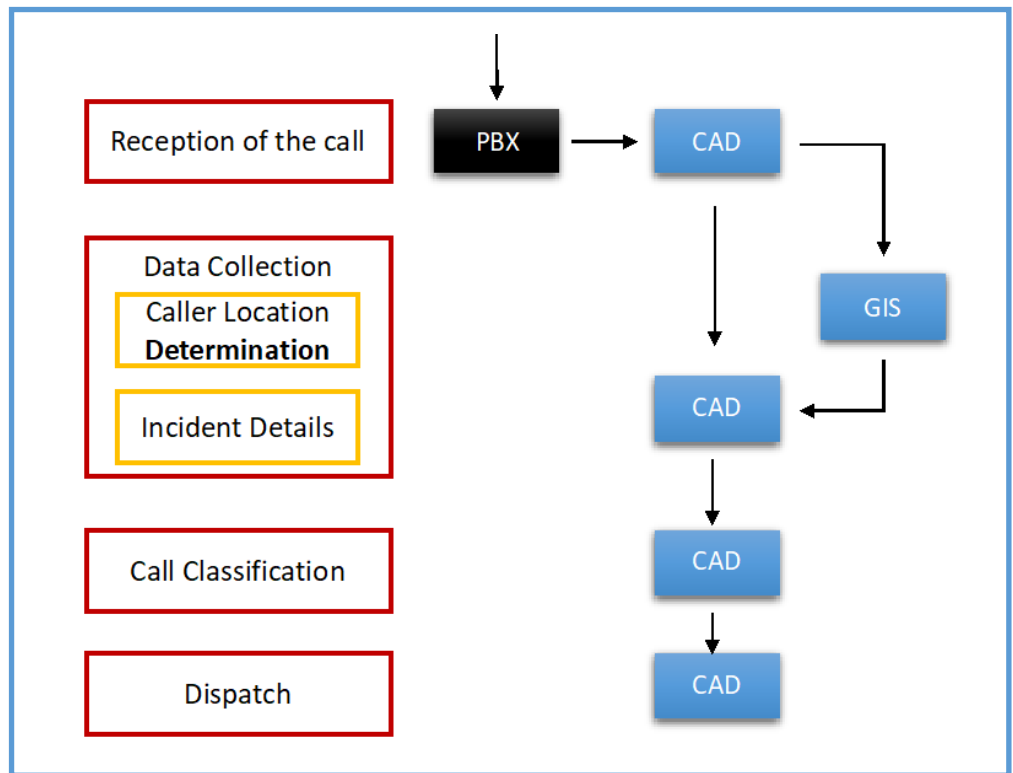 Reception of the call
PBX
CAD
Data Collection
Caller Location
Determination
GIS
Incident Details
CAD
Call Classification
CAD
Dispatch
CAD